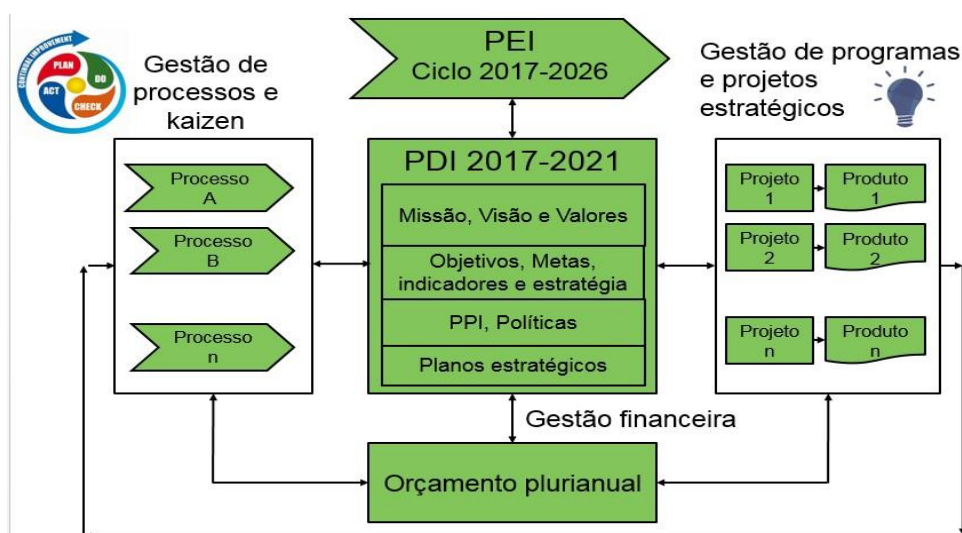 PEI
Ciclo 2017-2026
CONTINUAL IMPROVEMENT
PLAN
DO
CHECK
ACT
Gestão de
processos e
kaizen
Gestão de programas
e projetos
estratégicos
Processo
A
Processo
B
Processo
n
PDI 2017-2021
Missão, Visão e Valores
Objetivos, Metas,
indicadores e estratégia
PPI, Políticas
Planos estratégicos
Projeto
1
Produto
1
Projeto
2
Produto
2
Projeto
n
Produto
n
Gestão financeira
Orçamento plurianual